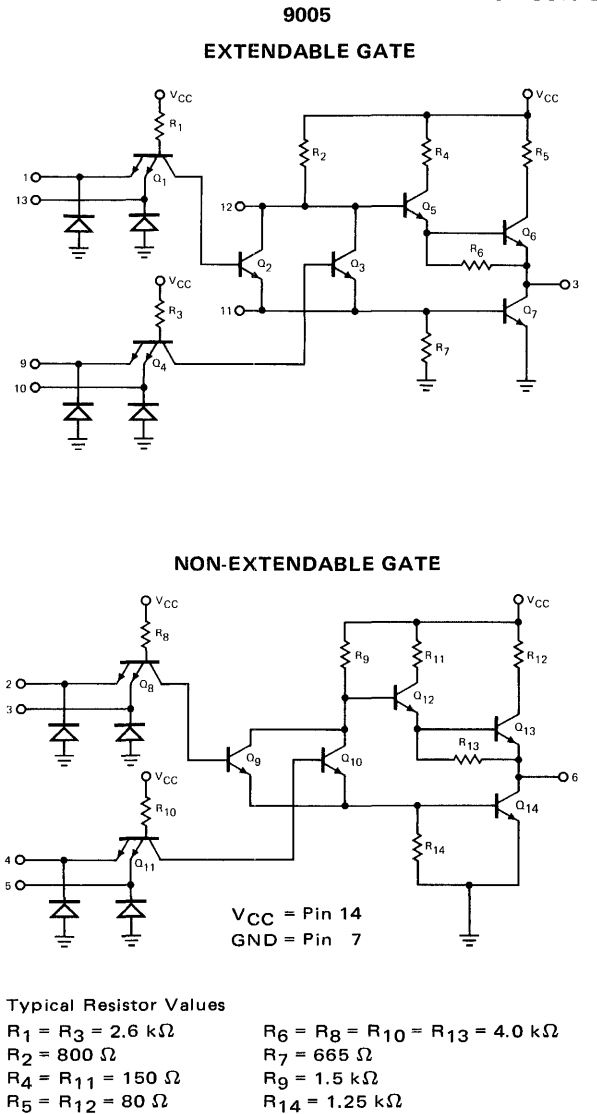 9005
EXTENDABLE GATE
VCC
R1
1
Q1
13
VCC
R2
R4
R5
12
Q5
Q6
R6
Q2
Q3
VCC
R3
3
11
Q7
9
Q4
R7
10
NON-EXTENDABLE GATE
VCC
R8
VCC
R9
R11
R12
2
Q8
3
Q12
Q13
R13
Q9
Q10
VCC
6
R10
Q14
4
Q11
R14
5
VCC = Pin 14
GND = Pin 7
Typical Resistor Values
R1 = R3 = 2.6 kΩ
R6 = R8 = R10 = R13 = 4.0 kΩ
R2 = 800 Ω
R7 = 665 Ω
R4 = R11 = 150 Ω
R9 = 1.5 kΩ
R5 = R12 = 80 Ω
R14 = 1.25 kΩ